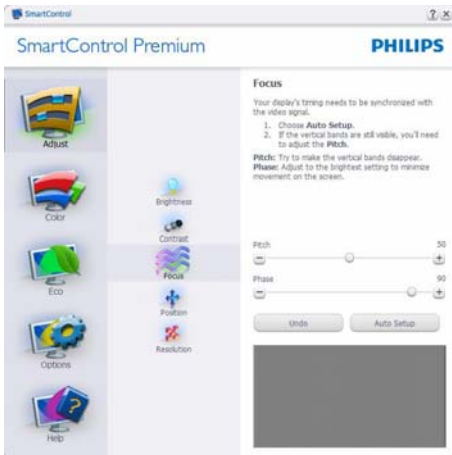 SmartControl
SmartControl Premium
PHILIPS
Adjust
Color
Eco
Options
Help
Brightness
Contrast
Focus
Position
Resolution
Focus
Your display's timing needs to be synchronized with
the video signal.
1. Choose Auto Setup.
2. If the vertical bands are still visible, you'll need
to adjust the Pitch.
Pitch: Try to make the vertical bands disappear.
Phase: Adjust to the brightest setting to minimize
movement on the screen.
Pitch 50
Phase 90
Undo Auto Setup